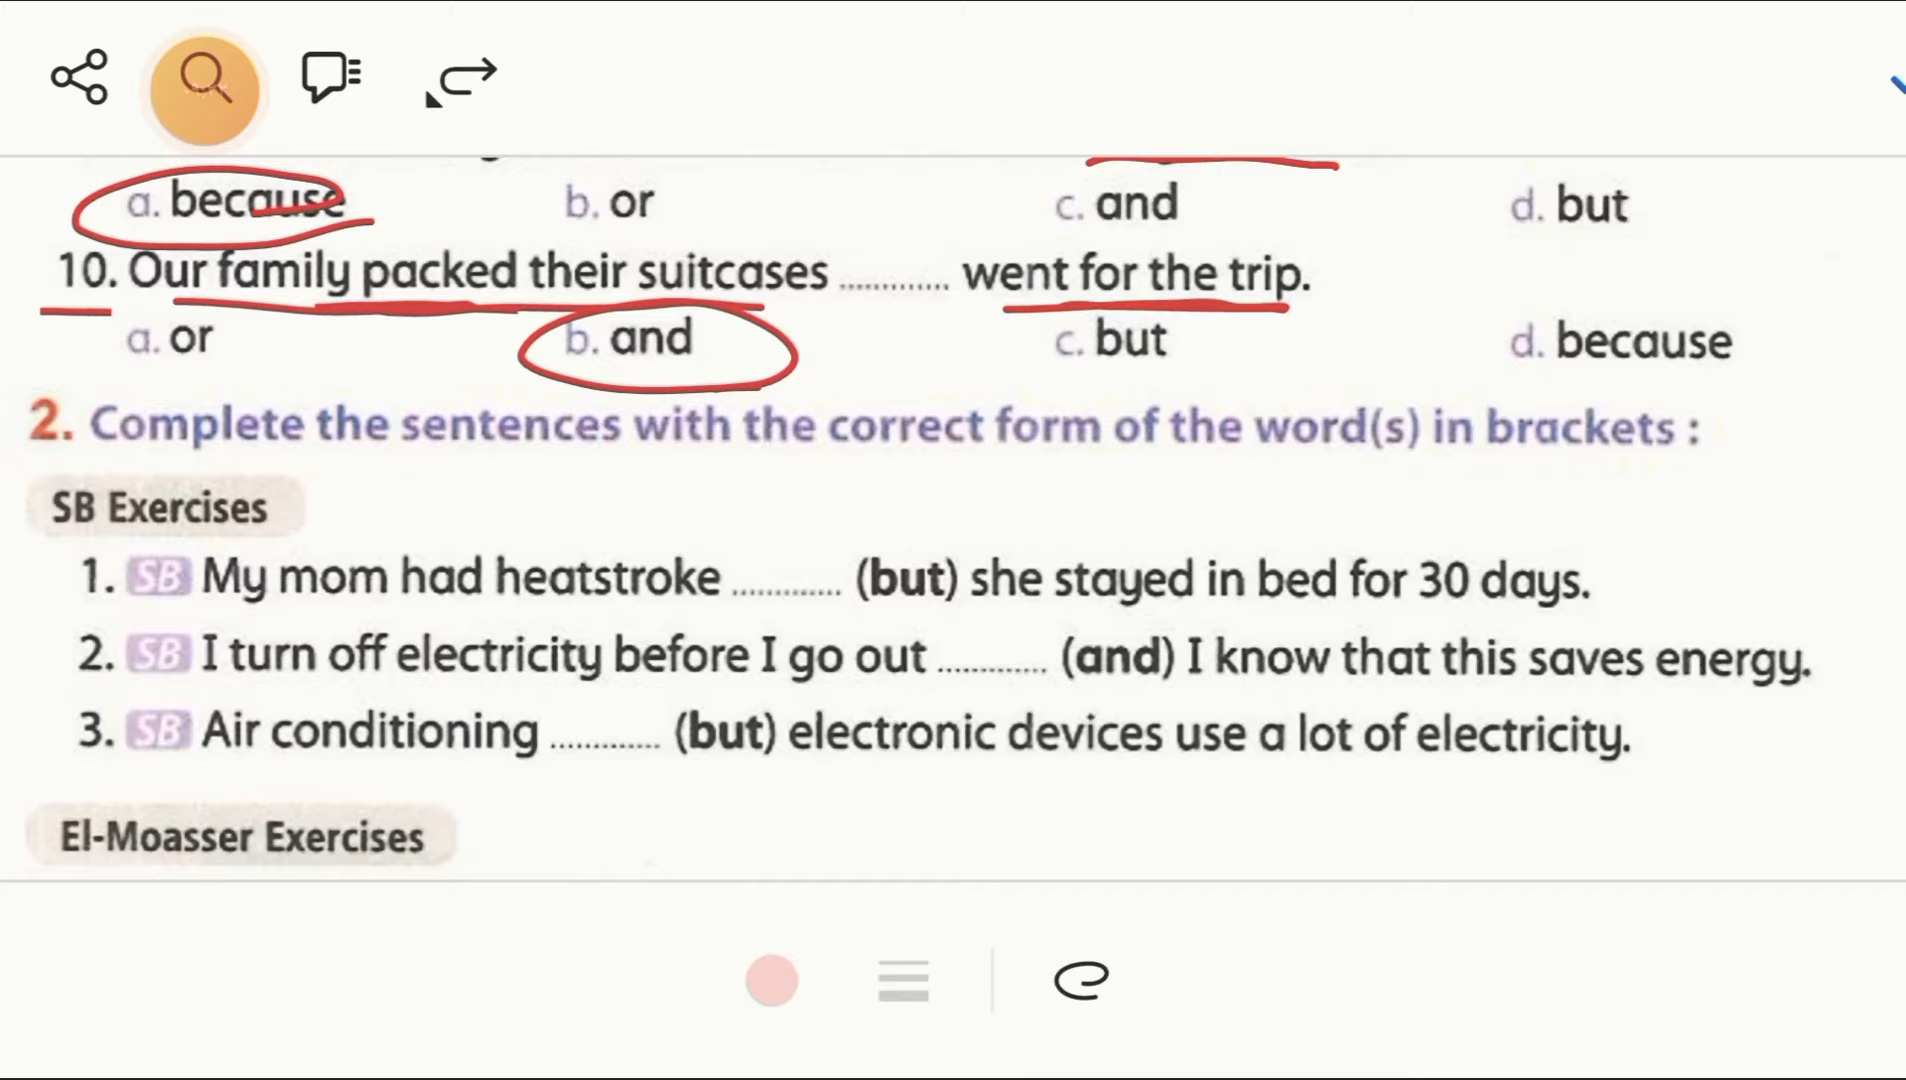 a. because b. or c. and d. but
10. Our family packed their suitcases ............. went for the trip.
a. or b. and c. but d. because
2. Complete the sentences with the correct form of the word(s) in brackets :
SB Exercises
1. SB My mom had heatstroke ............. (but) she stayed in bed for 30 days.
2. SB I turn off electricity before I go out ............. (and) I know that this saves energy.
3. SB Air conditioning ............. (but) electronic devices use a lot of electricity.
El-Moasser Exercises